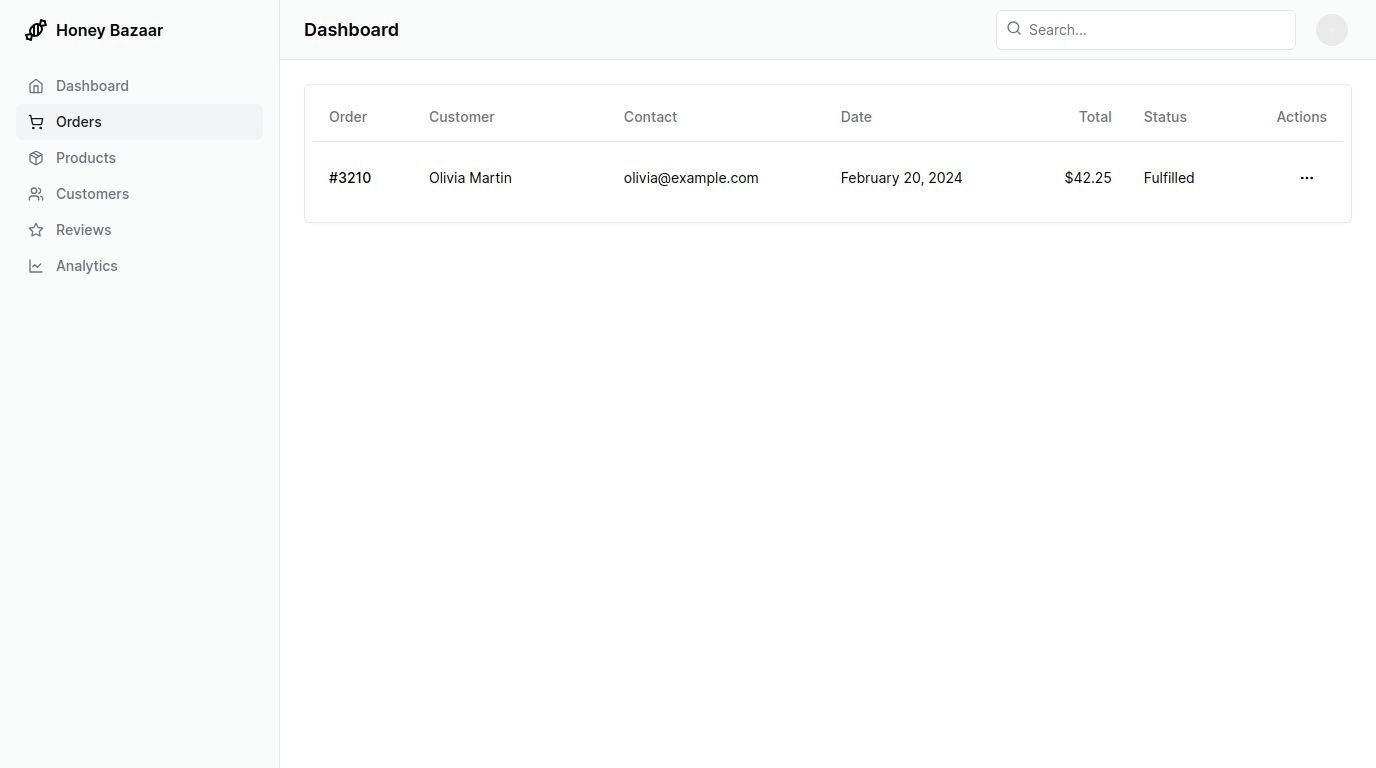 Honey Bazaar
Dashboard
Search...
Dashboard
Orders
Products
Customers
Reviews
Analytics
Order Customer Contact Date Total Status Actions
#3210 Olivia Martin olivia@example.com February 20, 2024 $42.25 Fulfilled ...